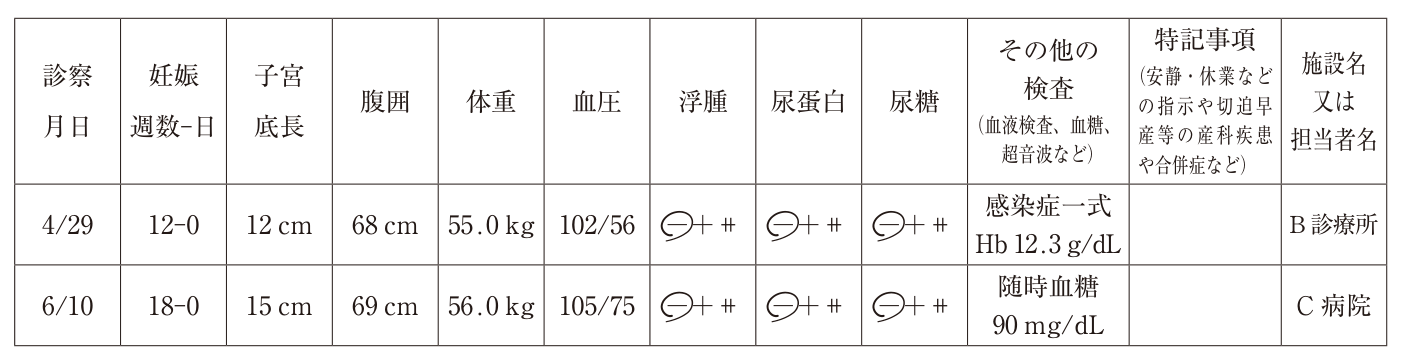 診察
月日
妊娠
週数−日
子宮
底長
腹囲
体重
血圧
浮腫
尿蛋白
尿糖
その他の
検査
(血液検査、血糖、
超音波など)
特記事項
(安静・休業など
の指示や切迫早
産等の産科疾患
や合併症など)
施設名
又は
担当者名
4/29
12−0
12 cm
68 cm
55.0 kg
102/56
− + ⧺
− + ⧺
− + ⧺
感染症一式
Hb 12.3 g/dL
B 診療所
6/10
18−0
15 cm
69 cm
56.0 kg
105/75
− + ⧺
− + ⧺
− + ⧺
随時血糖
90 mg/dL
C 病院